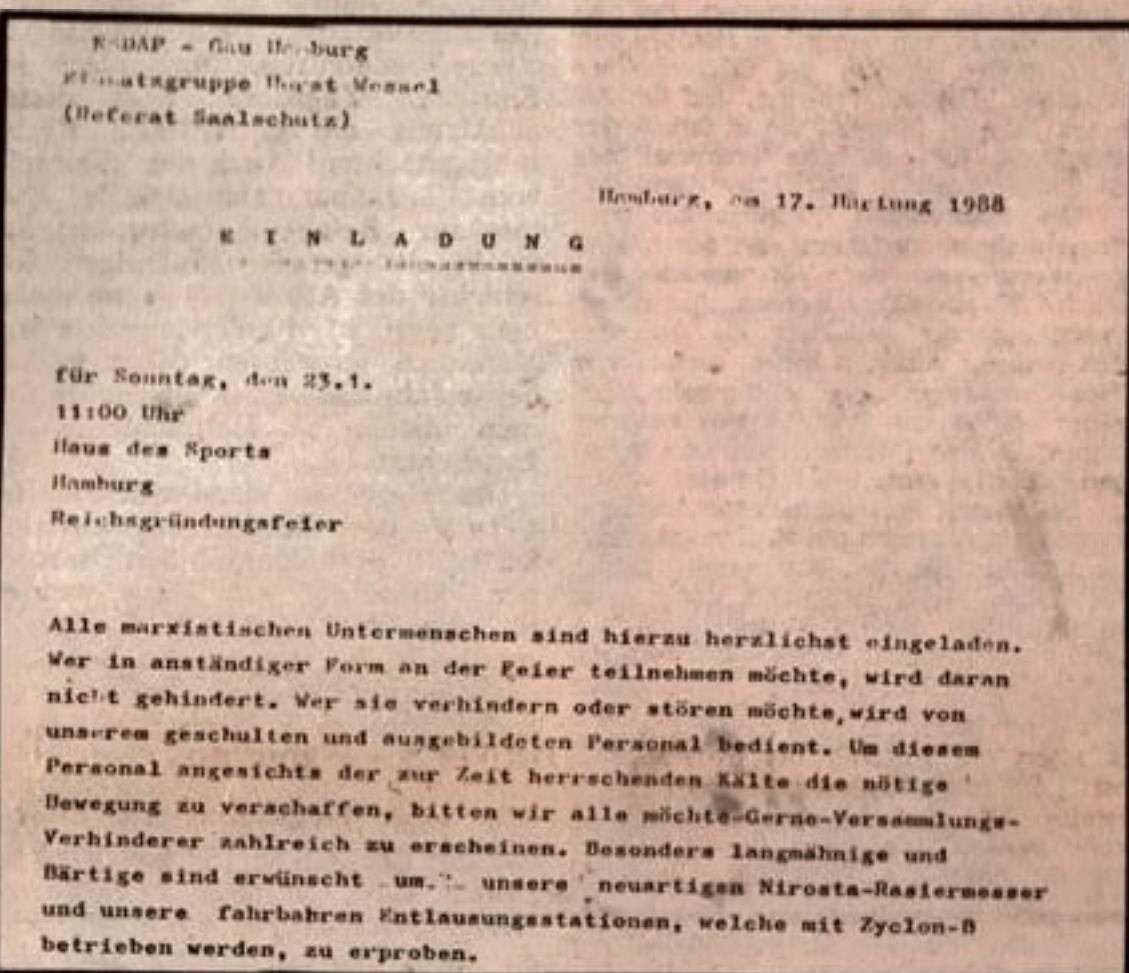 NSDAP - Gau Hamburg
Einsatzgruppe Horst Wessel
(Referat Saalschutz)
Hamburg, am 17. Hartung 1988
E I N L A D U N G
für Sonntag, den 23.1.
11:00 Uhr
Haus des Sports
Hamburg
Reichsgründungsfeier
Alle marxistischen Untermenschen sind hierzu herzlichst eingeladen.
Wer in anständiger Form an der Feier teilnehmen möchte, wird daran
nicht gehindert. Wer sie verhindern oder stören möchte,wird von
unserem geschulten und ausgebildeten Personal bedient. Um diesem
Personal angesichts der zur Zeit herrschenden Kälte die nötige
Bewegung zu verschaffen, bitten wir alle möchte-Gerne-Versammlungs-
Verhinderer zahlreich zu erscheinen. Besonders langmähnige und
Bärtige sind erwünscht um unsere neuartigen Nirosta-Rasiermesser
und unsere fahrbahren Entlausungsstationen, welche mit Zyclon-B
betrieben werden, zu erproben.